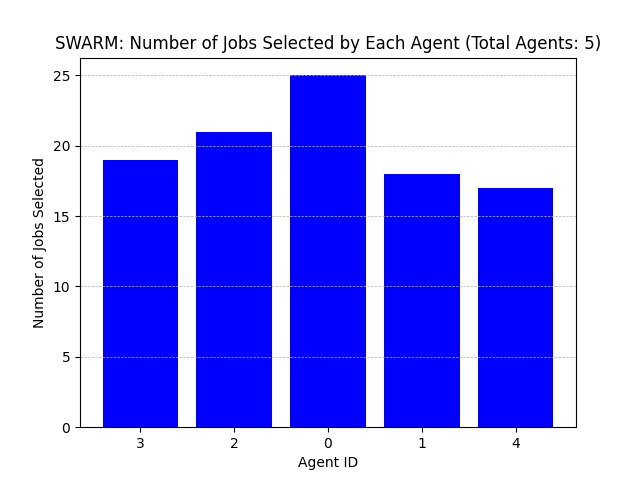 SWARM: Number of Jobs Selected by Each Agent (Total Agents: 5)
25
20
15
10
5
0
Number of Jobs Selected
3 2 0 1 4
Agent ID